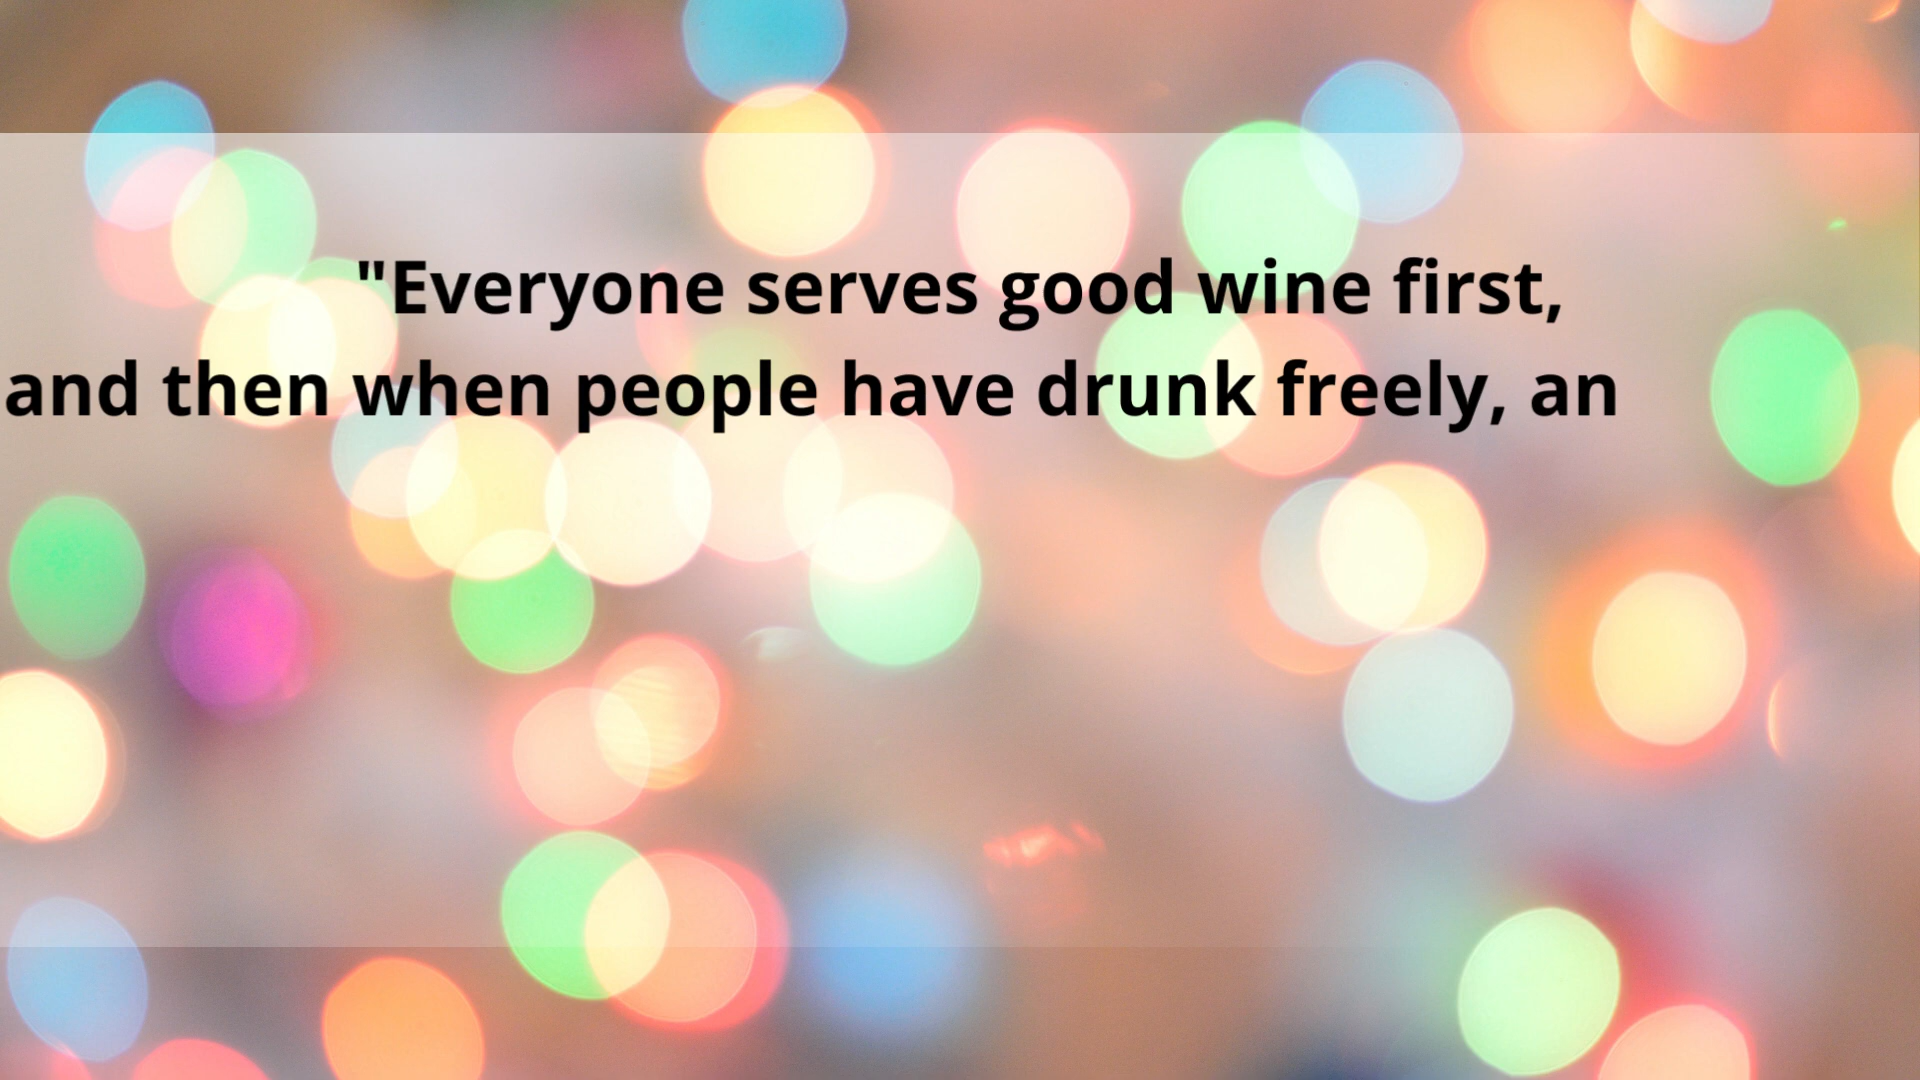 "Everyone serves good wine first,
and then when people have drunk freely, an